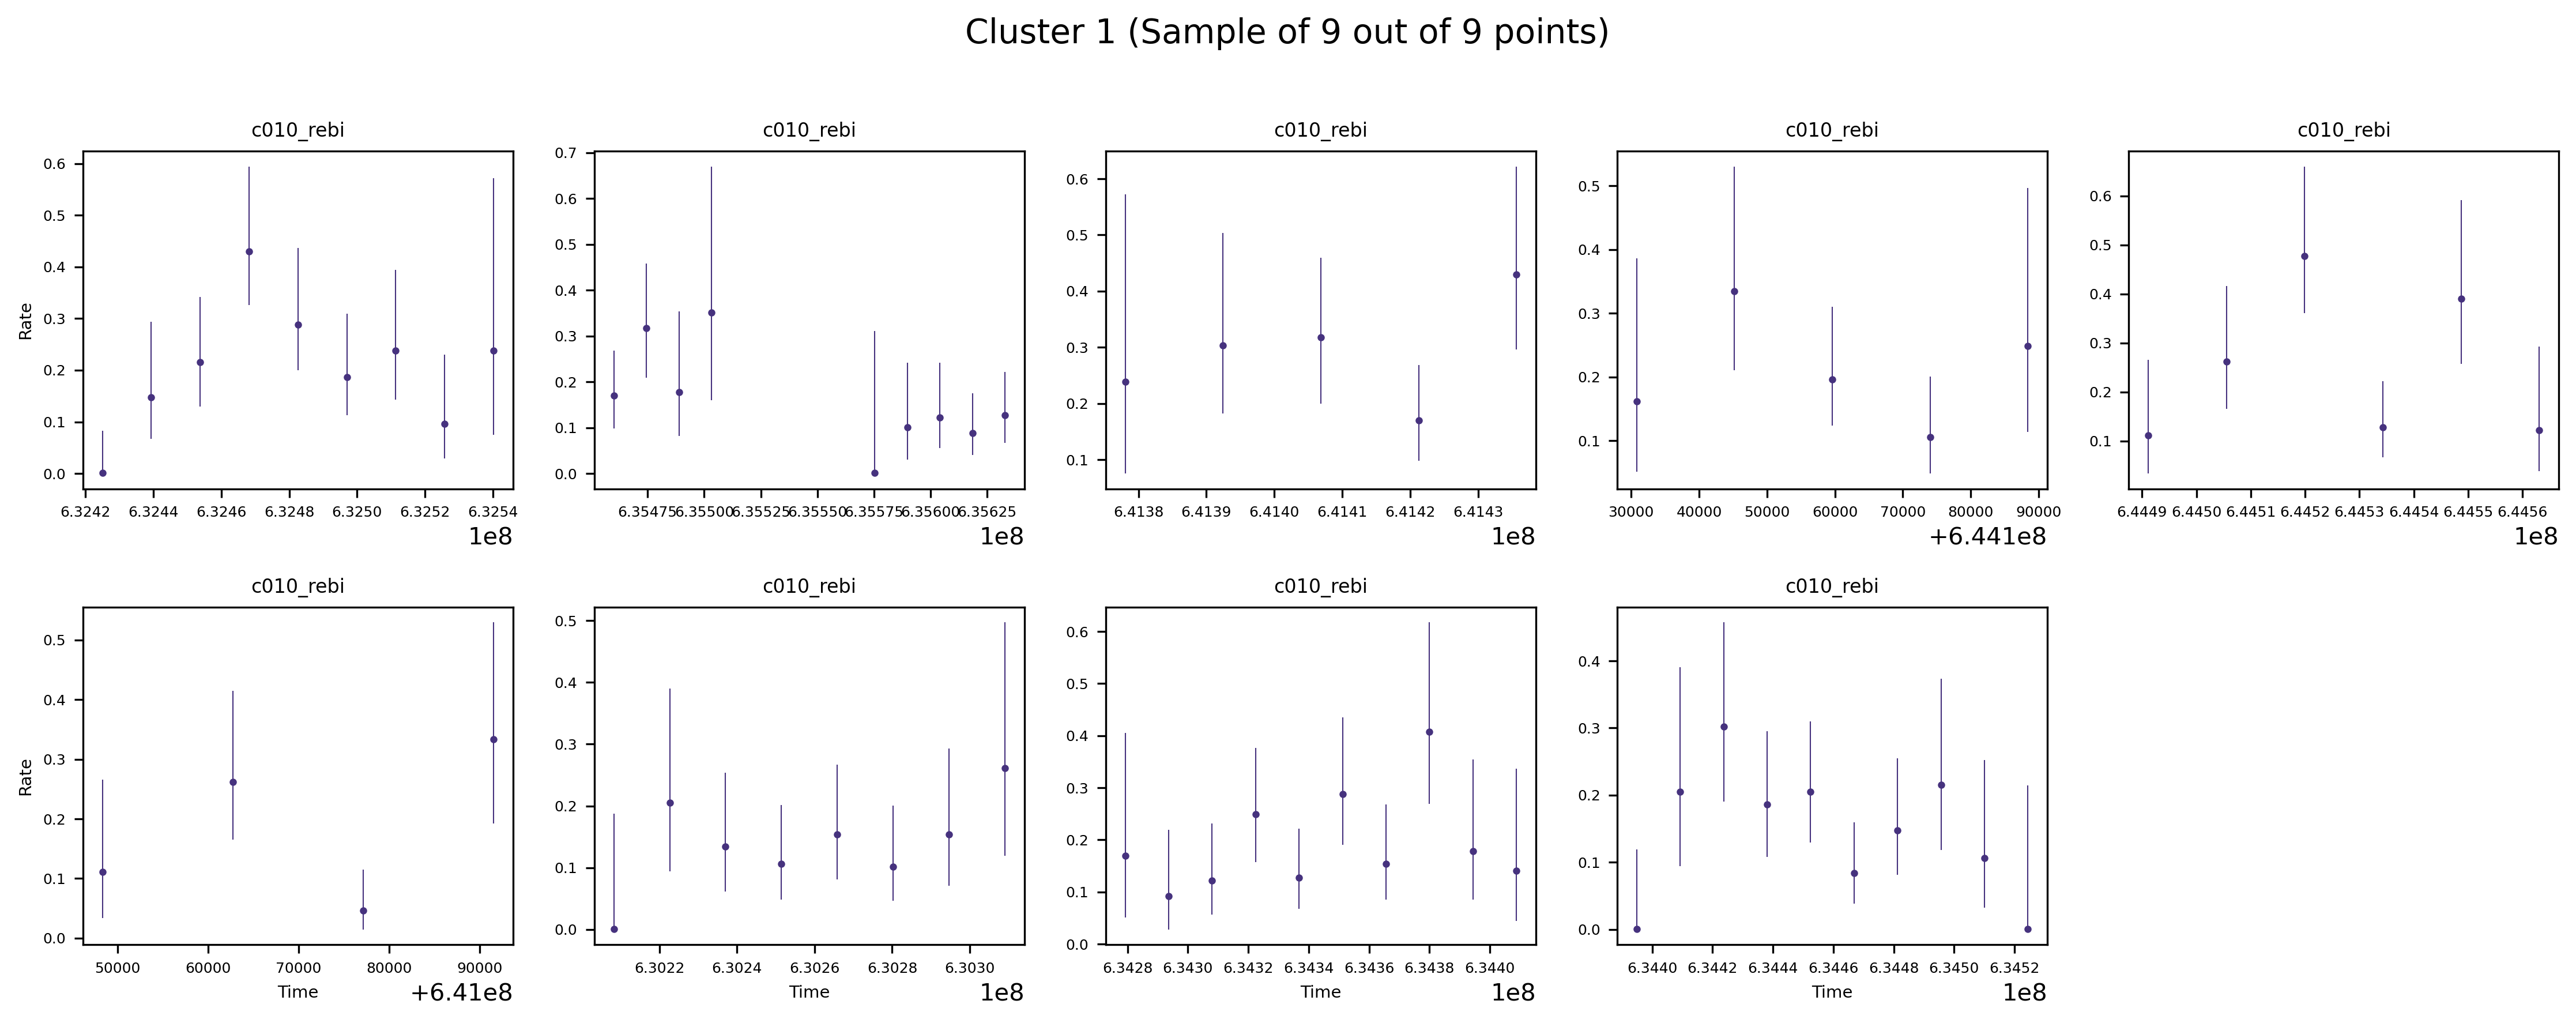 Cluster 1 (Sample of 9 out of 9 points)
c010_rebi c010_rebi c010_rebi c010_rebi c010_rebi
Rate
0.6 0.5 0.4 0.3 0.2 0.1 0.0
6.3242 6.3244 6.3246 6.3248 6.3250 6.3252 6.3254
1e8
0.7 0.6 0.5 0.4 0.3 0.2 0.1 0.0
6.35475 6.35500 6.35525 6.35550 6.35575 6.35600 6.35625
1e8
0.6 0.5 0.4 0.3 0.2 0.1
6.4138 6.4139 6.4140 6.4141 6.4142 6.4143
1e8
0.5 0.4 0.3 0.2 0.1
30000 40000 50000 60000 70000 80000 90000
+6.441e8
0.6 0.5 0.4 0.3 0.2 0.1
6.4449 6.4450 6.4451 6.4452 6.4453 6.4454 6.4455 6.4456
1e8
c010_rebi c010_rebi c010_rebi c010_rebi
Rate
0.5 0.4 0.3 0.2 0.1 0.0
50000 60000 70000 80000 90000
Time +6.41e8
0.5 0.4 0.3 0.2 0.1 0.0
6.3022 6.3024 6.3026 6.3028 6.3030
Time 1e8
0.6 0.5 0.4 0.3 0.2 0.1 0.0
6.3428 6.3430 6.3432 6.3434 6.3436 6.3438 6.3440
Time 1e8
0.4 0.3 0.2 0.1 0.0
6.3440 6.3442 6.3444 6.3446 6.3448 6.3450 6.3452
Time 1e8